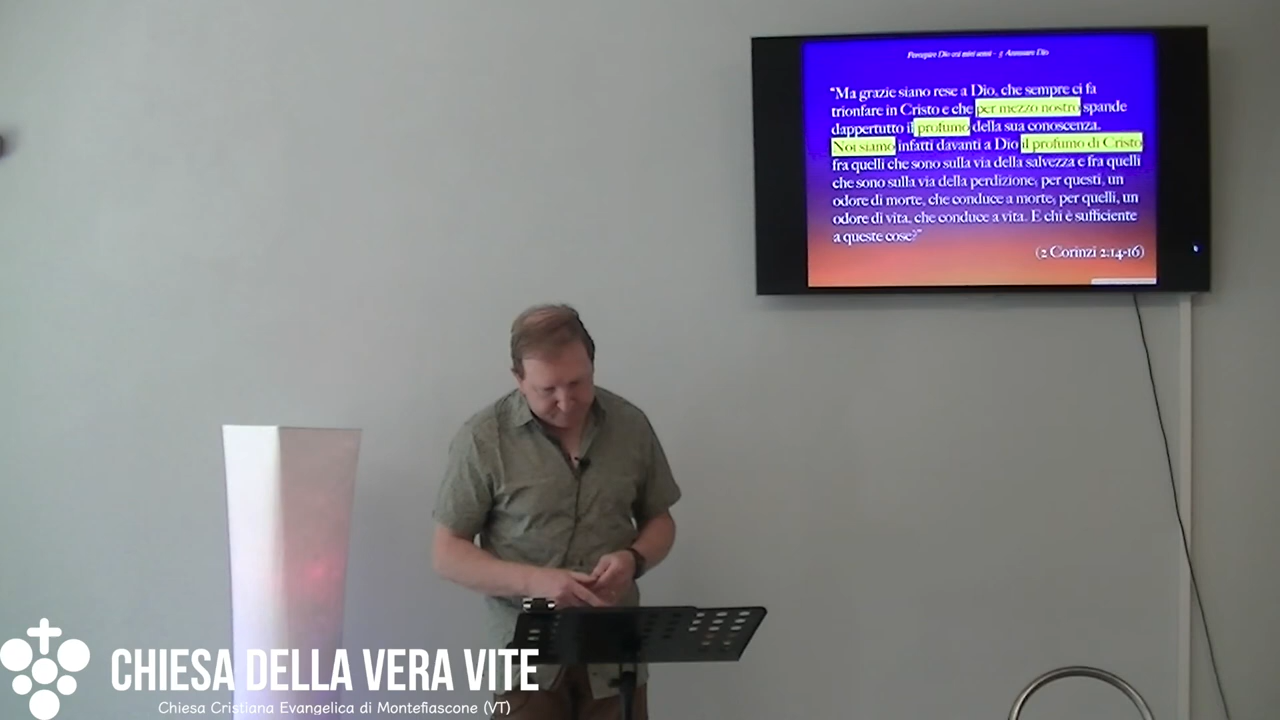 Percepire Dio coi miei sensi - 5 Annusare Dio
“Ma grazie siano rese a Dio, che sempre ci fa
trionfare in Cristo e che per mezzo nostro spande
dappertutto il profumo della sua conoscenza.
Noi siamo infatti davanti a Dio il profumo di Cristo
fra quelli che sono sulla via della salvezza e fra quelli
che sono sulla via della perdizione; per questi, un
odore di morte, che conduce a morte; per quelli, un
odore di vita, che conduce a vita. E chi è sufficiente
a queste cose?”
(2 Corinzi 2:14-16)
CHIESA DELLA VERA VITE
Chiesa Cristiana Evangelica di Montefiascone (VT)